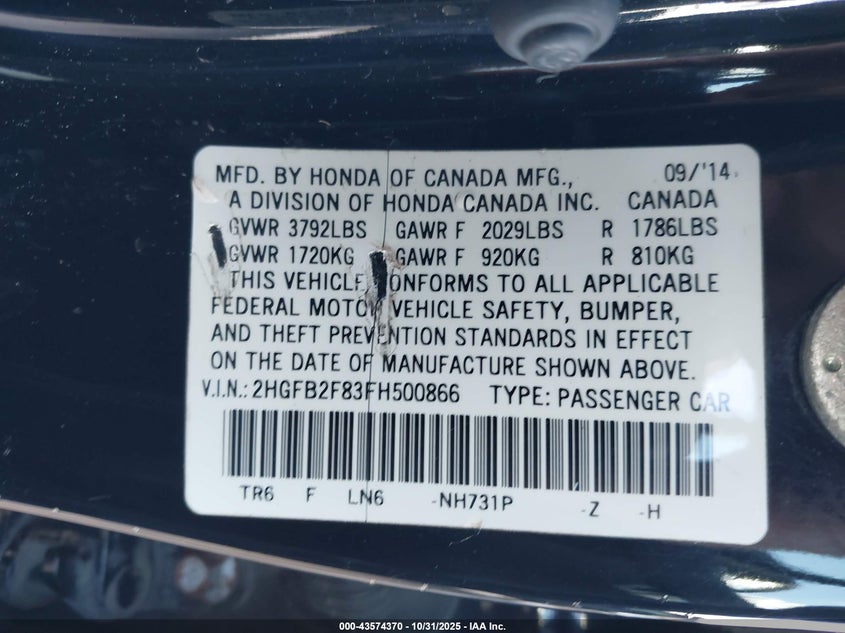 MFD. BY HONDA OF CANADA MFG., 09/'14
A DIVISION OF HONDA CANADA INC. CANADA
GVWR 3792LBS GAWR F 2029LBS R 1786LBS
GVWR 1720KG GAWR F 920KG R 810KG
THIS VEHICLE CONFORMS TO ALL APPLICABLE
FEDERAL MOTOR VEHICLE SAFETY, BUMPER,
AND THEFT PREVENTION STANDARDS IN EFFECT
ON THE DATE OF MANUFACTURE SHOWN ABOVE.
V.I.N.: 2HGFB2F83FH500866 TYPE: PASSENGER CAR
TR6 F LN6 -NH731P -Z -H
000-43574370 - 10/31/2025 - IAA Inc.